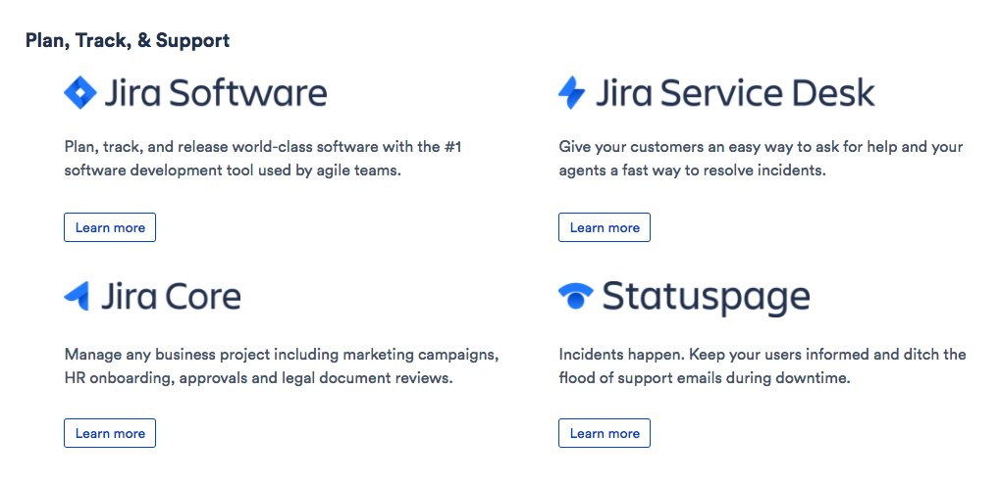 Plan, Track, & Support
Jira Software
Plan, track, and release world-class software with the #1
software development tool used by agile teams.
Learn more
Jira Service Desk
Give your customers an easy way to ask for help and your
agents a fast way to resolve incidents.
Learn more
Jira Core
Manage any business project including marketing campaigns,
HR onboarding, approvals and legal document reviews.
Learn more
Statuspage
Incidents happen. Keep your users informed and ditch the
flood of support emails during downtime.
Learn more